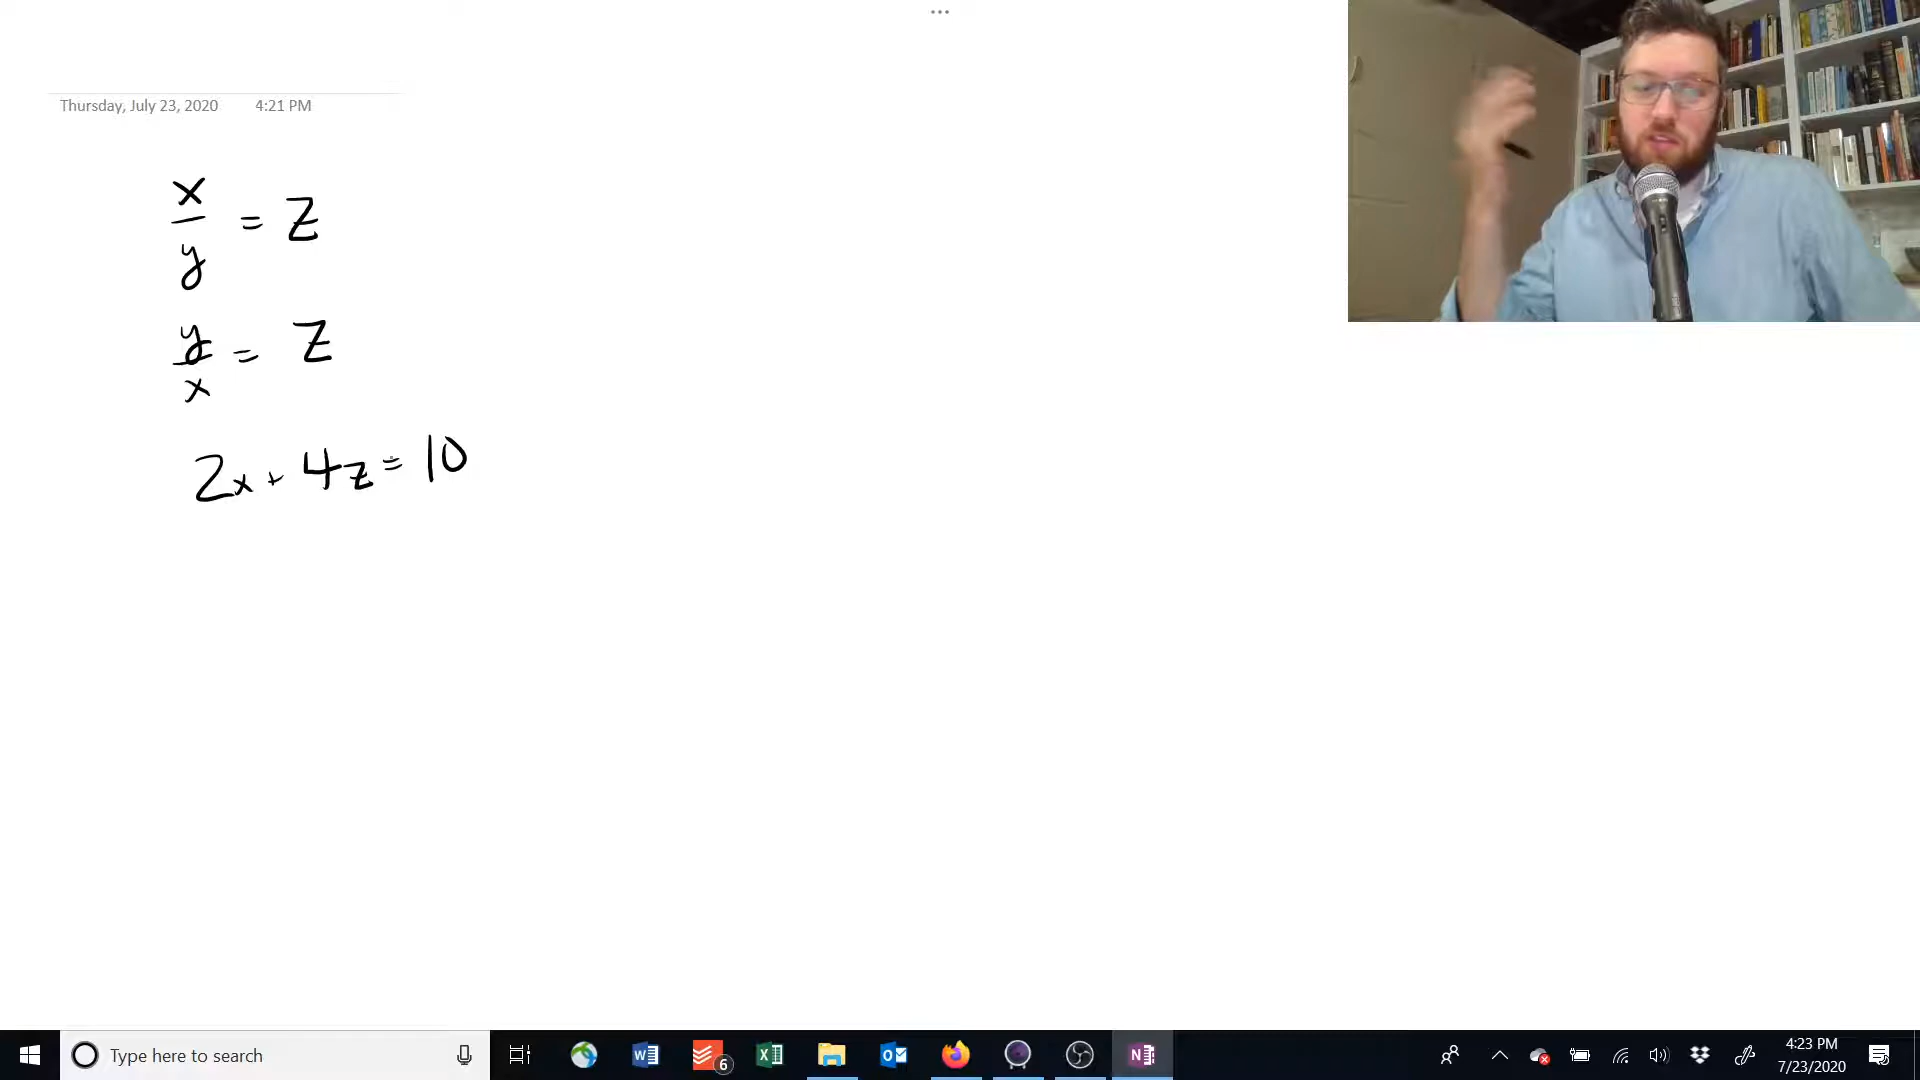 Thursday, July 23, 2020 4:21 PM
x/y = z
y/x = z
2x + 4z = 10
Type here to search
6
4:23 PM
7/23/2020